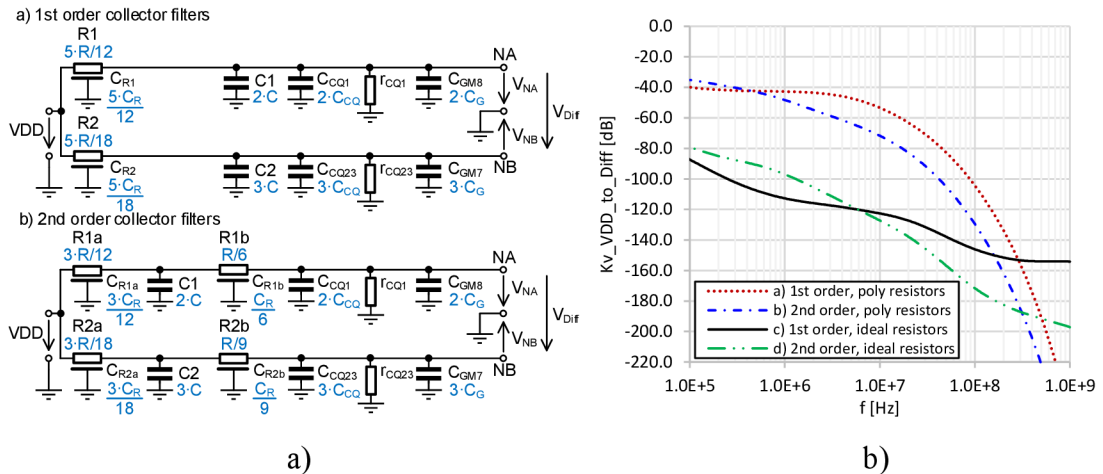 a) 1st order collector filters
R1
5·R/12
C_R1
5·C_R
12
C1
2·C
C_CQ1
2·C_CQ
r_CQ1
C_GM8
2·C_G
NA
V_NA
VDD
V_Diff
R2
5·R/18
C_R2
5·C_R
18
C2
3·C
C_CQ23
3·C_CQ
r_CQ23
C_GM7
3·C_G
V_NB
NB
b) 2nd order collector filters
R1a
3·R/12
C_R1a
3·C_R
12
C1
2·C
R1b
R/6
C_R1b
C_R
6
C_CQ1
2·C_CQ
r_CQ1
C_GM8
2·C_G
NA
V_NA
VDD
V_Diff
R2a
3·R/18
C_R2a
3·C_R
18
C2
3·C
R2b
R/9
C_R2b
C_R
9
C_CQ23
3·C_CQ
r_CQ23
C_GM7
3·C_G
V_NB
NB
a)
Kv_VDD_to_Diff [dB]
0.0
-20.0
-40.0
-60.0
-80.0
-100.0
-120.0
-140.0
-160.0
-180.0
-200.0
-220.0
a) 1st order, poly resistors
b) 2nd order, poly resistors
c) 1st order, ideal resistors
d) 2nd order, ideal resistors
1.0E+5 1.0E+6 1.0E+7 1.0E+8 1.0E+9
f [Hz]
b)